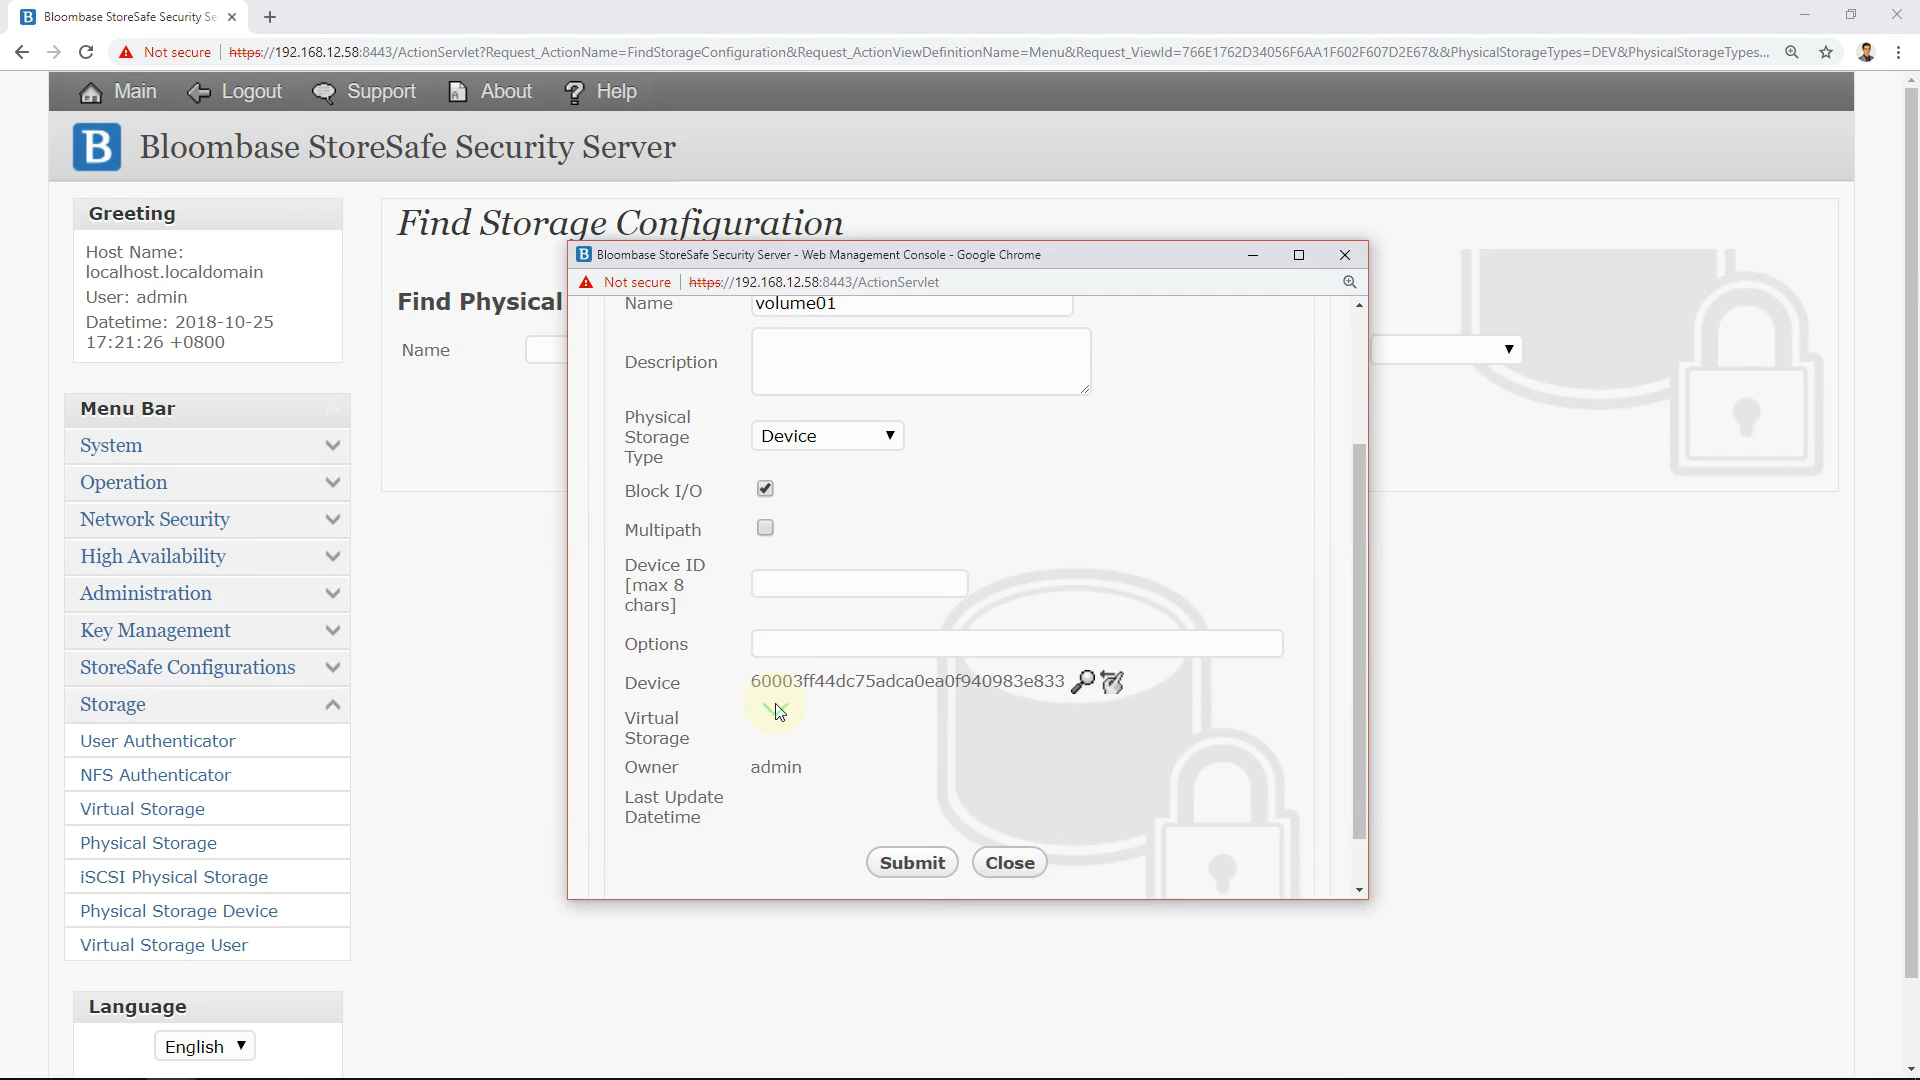 Bloombase StoreSafe Security Se
Not secure | https://192.168.12.58:8443/ActionServlet?Request_ActionName=FindStorageConfiguration&Request_ActionViewDefinitionName=Menu&Request_ViewId=766E1762D34056F6AA1F602F607D2E67&&PhysicalStorageTypes=DEV&PhysicalStorageTypes...
Main Logout Support About Help
B Bloombase StoreSafe Security Server
Greeting
Host Name:
localhost.localdomain
User: admin
Datetime: 2018-10-25
17:21:26 +0800
Menu Bar
System
Operation
Network Security
High Availability
Administration
Key Management
StoreSafe Configurations
Storage
User Authenticator
NFS Authenticator
Virtual Storage
Physical Storage
iSCSI Physical Storage
Physical Storage Device
Virtual Storage User
Language
English
Find Storage Configuration
Find Physical
Name
Bloombase StoreSafe Security Server - Web Management Console - Google Chrome
Not secure | https://192.168.12.58:8443/ActionServlet
Name volume01
Description
Physical
Storage
Type
Device
Block I/O
Multipath
Device ID
[max 8
chars]
Options
Device 60003ff44dc75adca0ea0f940983e833
Virtual
Storage
Owner admin
Last Update
Datetime
Submit Close